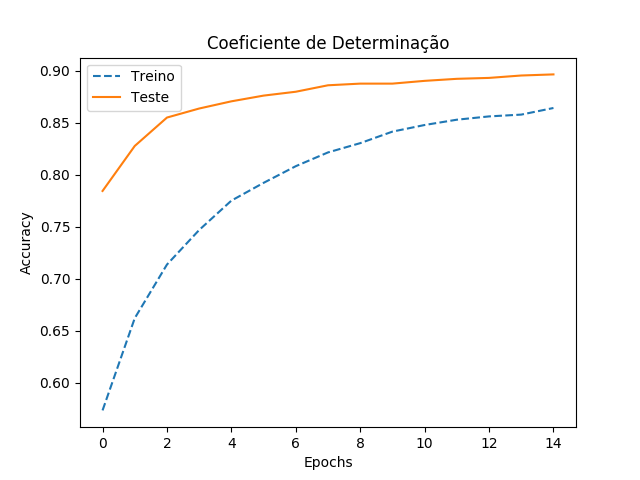 Coeficiente de Determinação
Treino
Teste
0.90
0.85
0.80
0.75
0.70
0.65
0.60
Accuracy
0 2 4 6 8 10 12 14
Epochs